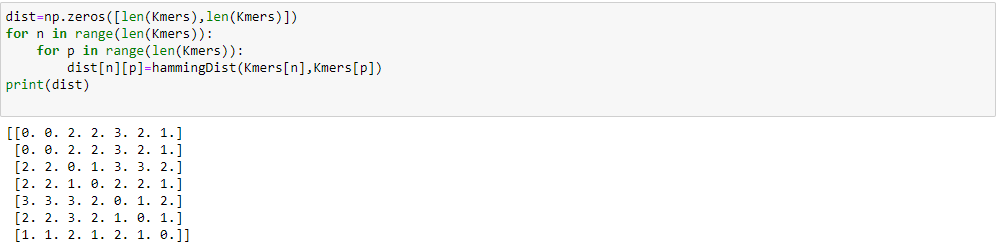 dist=np.zeros([len(Kmers),len(Kmers)])
for n in range(len(Kmers)):
    for p in range(len(Kmers)):
        dist[n][p]=hammingDist(Kmers[n],Kmers[p])
print(dist)
[[0. 0. 2. 2. 3. 2. 1.]
 [0. 0. 2. 2. 3. 2. 1.]
 [2. 2. 0. 1. 3. 3. 2.]
 [2. 2. 1. 0. 2. 2. 1.]
 [3. 3. 3. 2. 0. 1. 2.]
 [2. 2. 3. 2. 1. 0. 1.]
 [1. 1. 2. 1. 2. 1. 0.]]